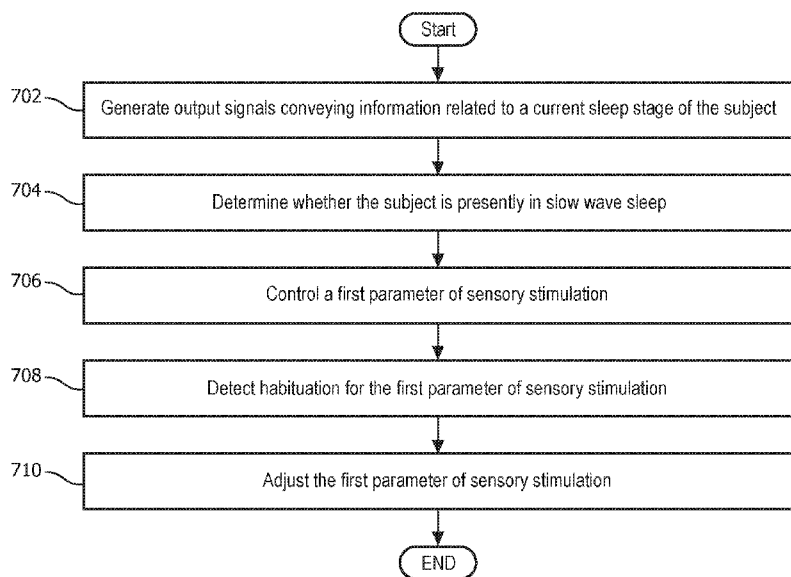 Start
702
Generate output signals conveying information related to a current sleep stage of the subject
704
Determine whether the subject is presently in slow wave sleep
706
Control a first parameter of sensory stimulation
708
Detect habituation for the first parameter of sensory stimulation
710
Adjust the first parameter of sensory stimulation
END